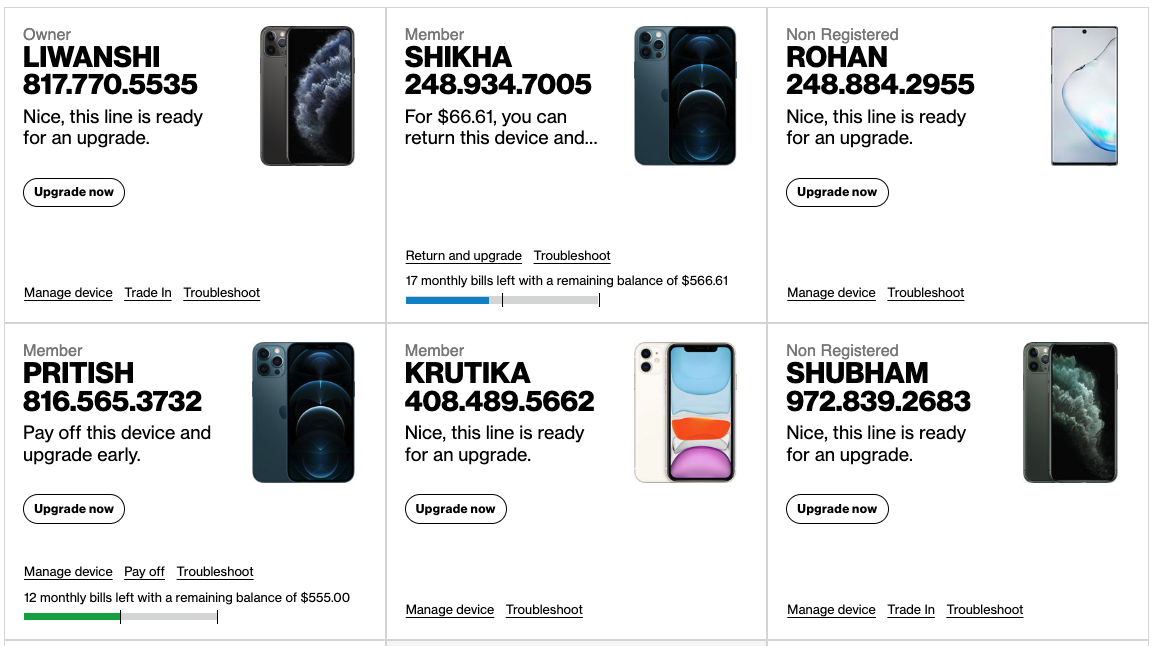 Owner
LIWANSHI
817.770.5535
Nice, this line is ready
for an upgrade.
Upgrade now
Manage device Trade In Troubleshoot
Member
SHIKHA
248.934.7005
For $66.61, you can
return this device and...
Return and upgrade Troubleshoot
17 monthly bills left with a remaining balance of $566.61
Non Registered
ROHAN
248.884.2955
Nice, this line is ready
for an upgrade.
Upgrade now
Manage device Troubleshoot
Member
PRITISH
816.565.3732
Pay off this device and
upgrade early.
Upgrade now
Manage device Pay off Troubleshoot
12 monthly bills left with a remaining balance of $555.00
Member
KRUTIKA
408.489.5662
Nice, this line is ready
for an upgrade.
Upgrade now
Manage device Troubleshoot
Non Registered
SHUBHAM
972.839.2683
Nice, this line is ready
for an upgrade.
Upgrade now
Manage device Trade In Troubleshoot